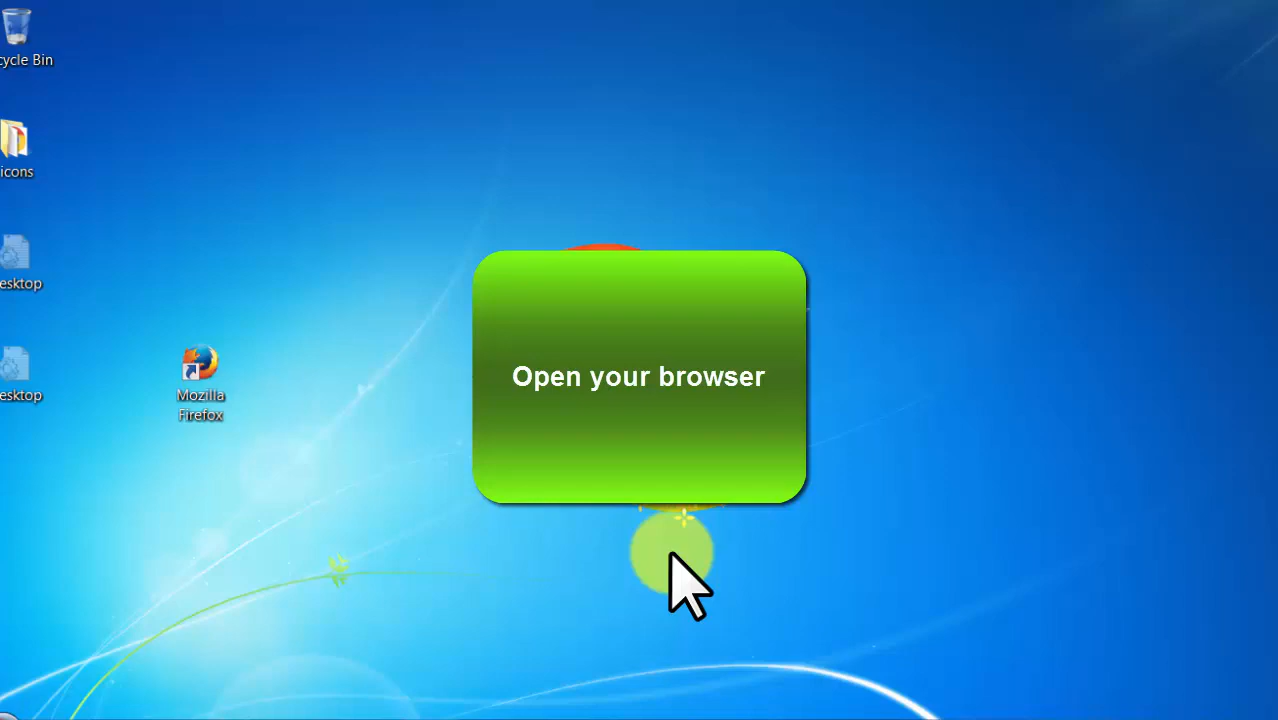 cycle Bin
icons
esktop
esktop
Mozilla
Firefox
Open your browser